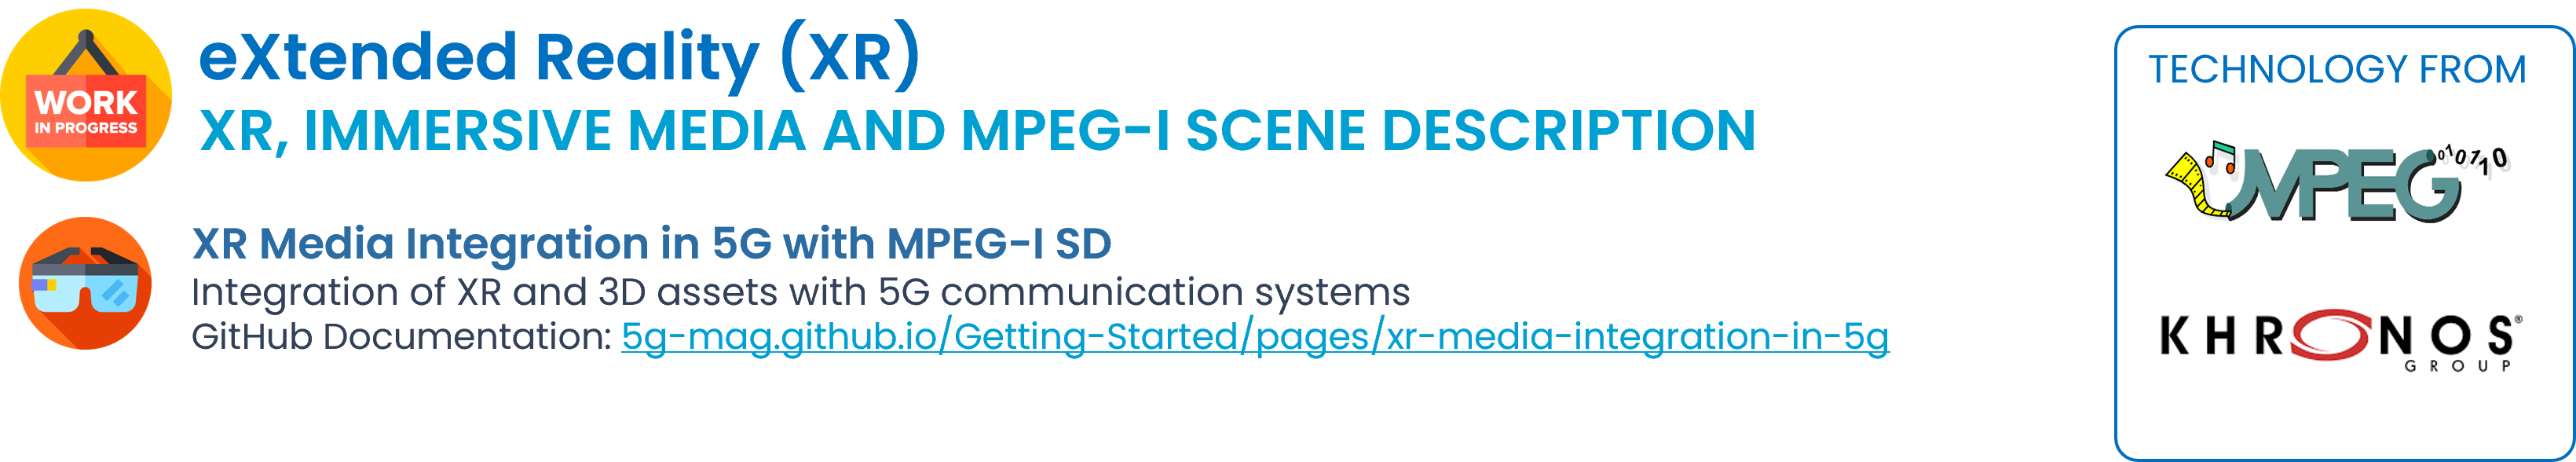 WORK
IN PROGRESS
eXtended Reality (XR)
XR, IMMERSIVE MEDIA AND MPEG-I SCENE DESCRIPTION
XR Media Integration in 5G with MPEG-I SD
Integration of XR and 3D assets with 5G communication systems
GitHub Documentation: 5g-mag.github.io/Getting-Started/pages/xr-media-integration-in-5g
TECHNOLOGY FROM
MPEG 010110
KHRONOS®
GROUP